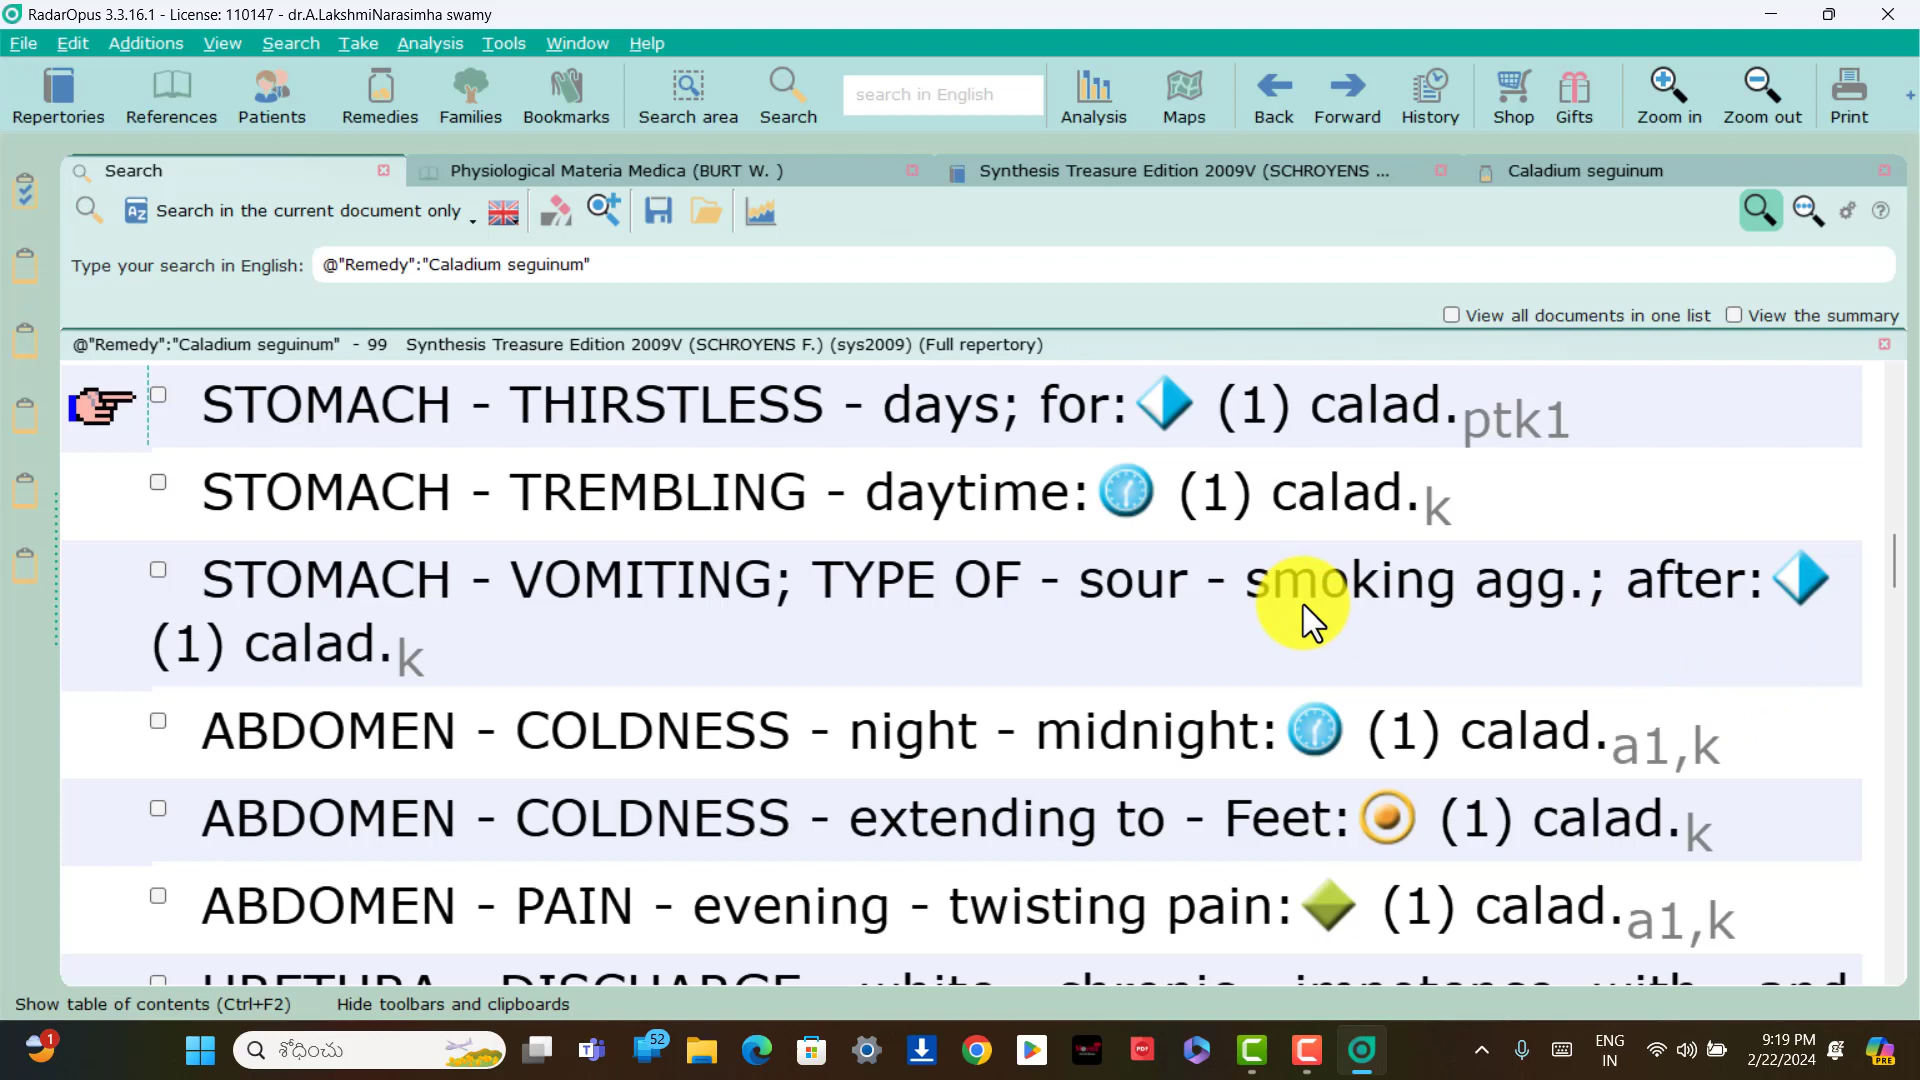 RadarOpus 3.3.16.1 - License: 110147 - dr.A.LakshmiNarasimha swamy
File Edit Additions View Search Take Analysis Tools Window Help
Repertories References Patients Remedies Families Bookmarks Search area Search search in English Analysis Maps Back Forward History Shop Gifts Zoom in Zoom out Print
Search Physiological Materia Medica (BURT W. ) Synthesis Treasure Edition 2009V (SCHROYENS ... Caladium seguinum
Search in the current document only
Type your search in English: @"Remedy":"Caladium seguinum"
View all documents in one list View the summary
@"Remedy":"Caladium seguinum" - 99 Synthesis Treasure Edition 2009V (SCHROYENS F.) (sys2009) (Full repertory)
STOMACH - THIRSTLESS - days; for: (1) calad.ptk1
STOMACH - TREMBLING - daytime: (1) calad.k
STOMACH - VOMITING; TYPE OF - sour - smoking agg.; after:
(1) calad.k
ABDOMEN - COLDNESS - night - midnight: (1) calad.a1,k
ABDOMEN - COLDNESS - extending to - Feet: (1) calad.k
ABDOMEN - PAIN - evening - twisting pain: (1) calad.a1,k
Show table of contents (Ctrl+F2) Hide toolbars and clipboards
1 శోధించు 52 PDF ENG 9:19 PM
IN 2/22/2024 PRE